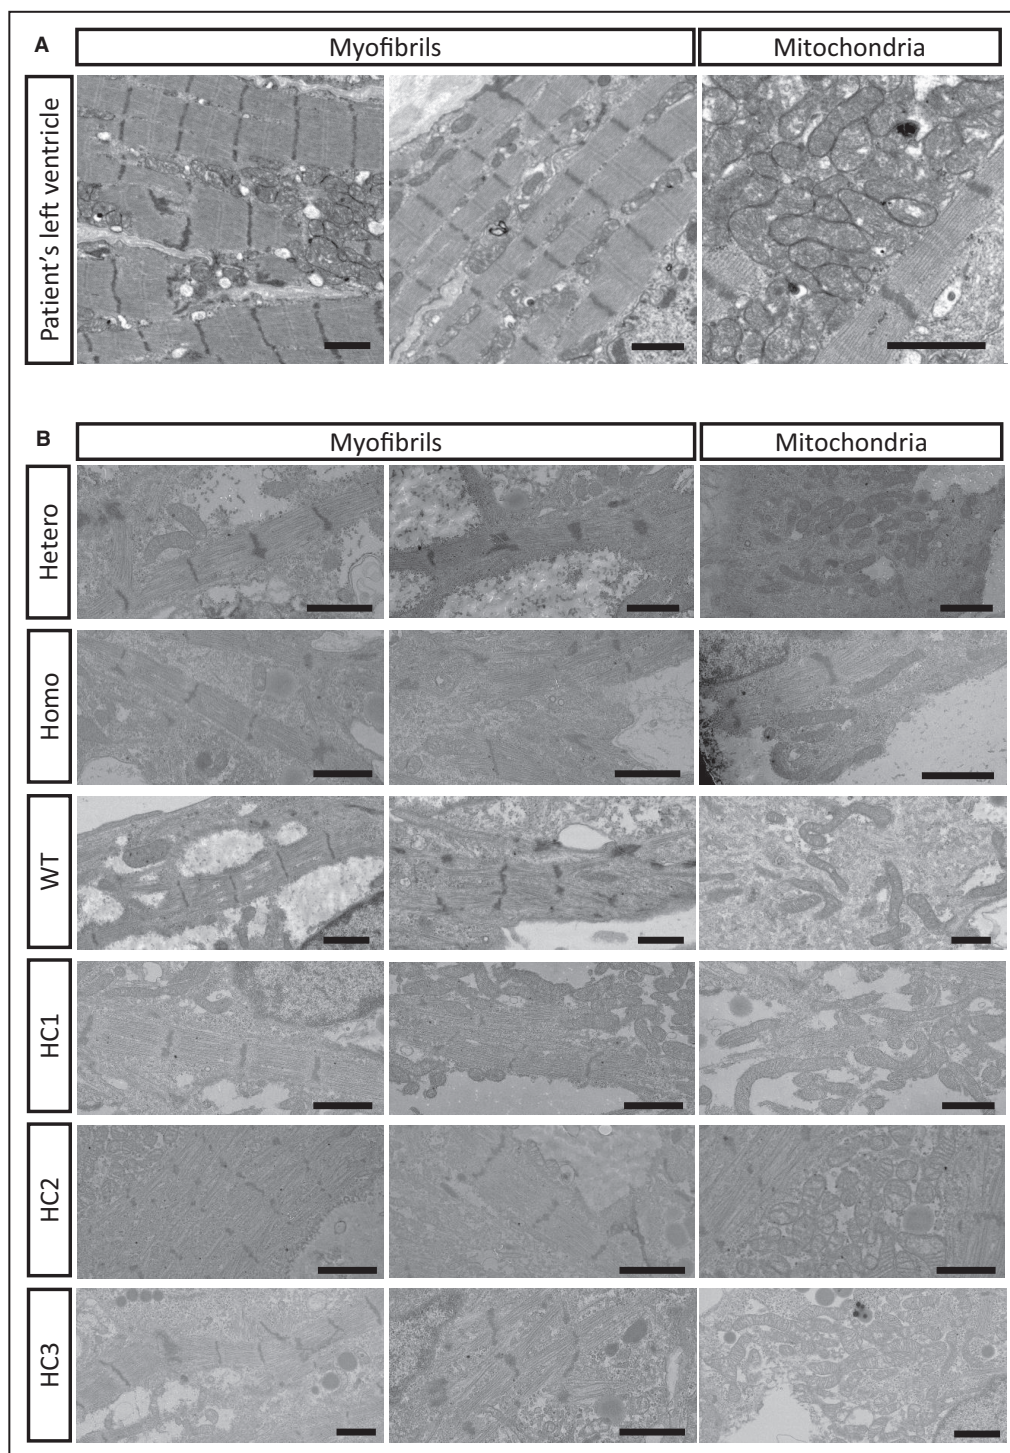 A
Myofibrils
Mitochondria
Patient's left ventricle
B
Myofibrils
Mitochondria
Hetero
Homo
WT
HC1
HC2
HC3